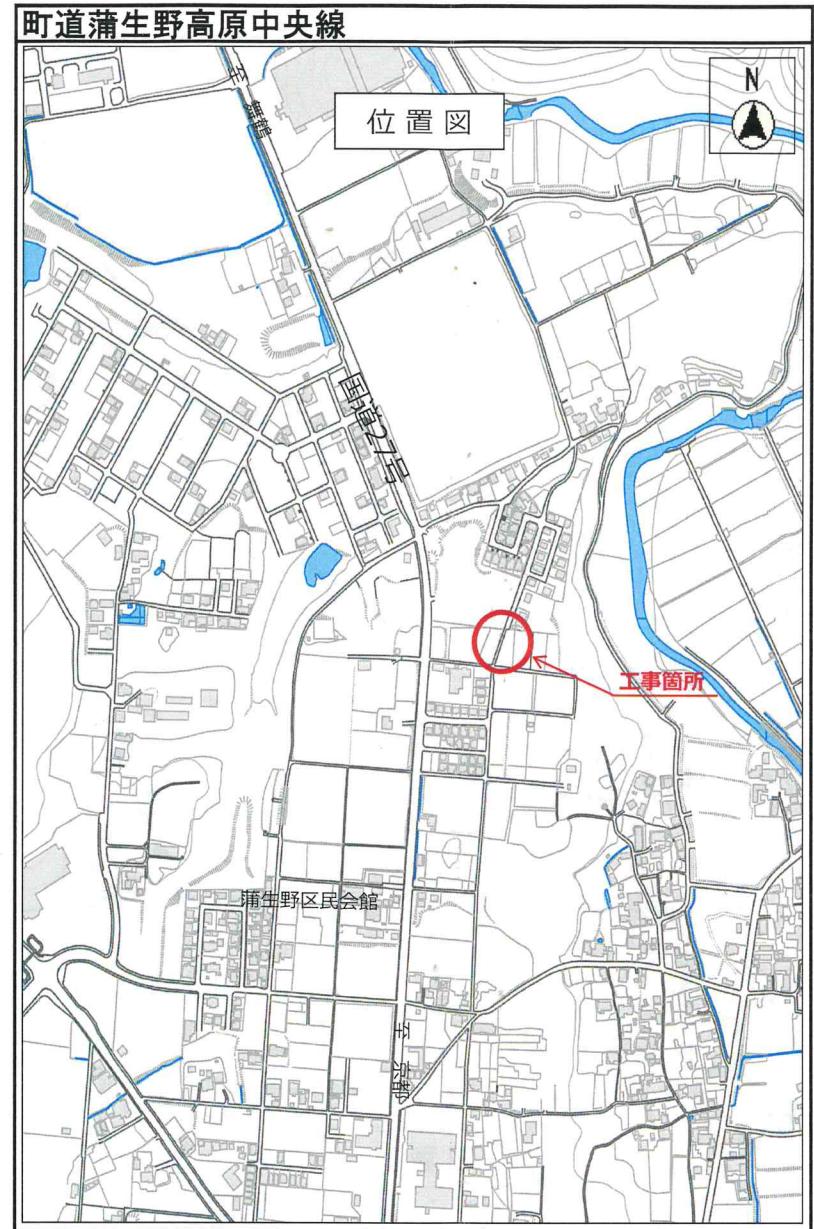 町道蒲生野高原中央線
位置図
N
至 舞鶴
国道27号
工事箇所
蒲生野区民会館
至 京都